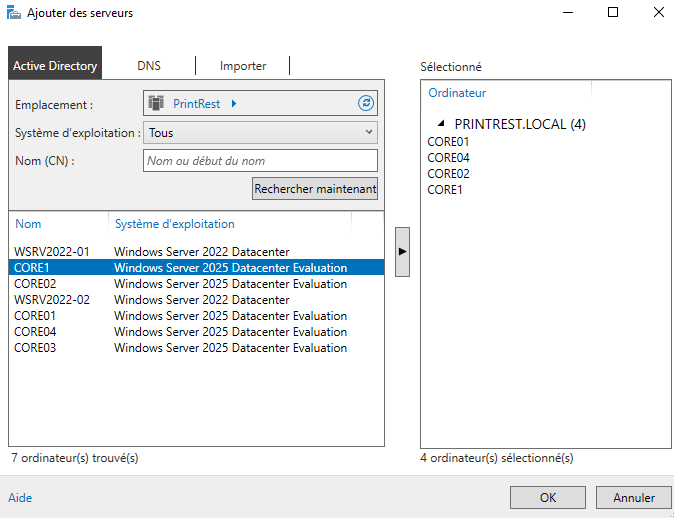 Ajouter des serveurs
Active Directory DNS Importer
Emplacement : PrintRest
Système d'exploitation : Tous
Nom (CN) : Nom ou début du nom
Rechercher maintenant
Nom Système d'exploitation
WSRV2022-01 Windows Server 2022 Datacenter
CORE1 Windows Server 2025 Datacenter Evaluation
CORE02 Windows Server 2025 Datacenter Evaluation
WSRV2022-02 Windows Server 2022 Datacenter
CORE01 Windows Server 2025 Datacenter Evaluation
CORE04 Windows Server 2025 Datacenter Evaluation
CORE03 Windows Server 2025 Datacenter Evaluation
7 ordinateur(s) trouvé(s)
Sélectionné
Ordinateur
PRINTREST.LOCAL (4)
CORE01
CORE04
CORE02
CORE1
4 ordinateur(s) sélectionné(s)
Aide OK Annuler